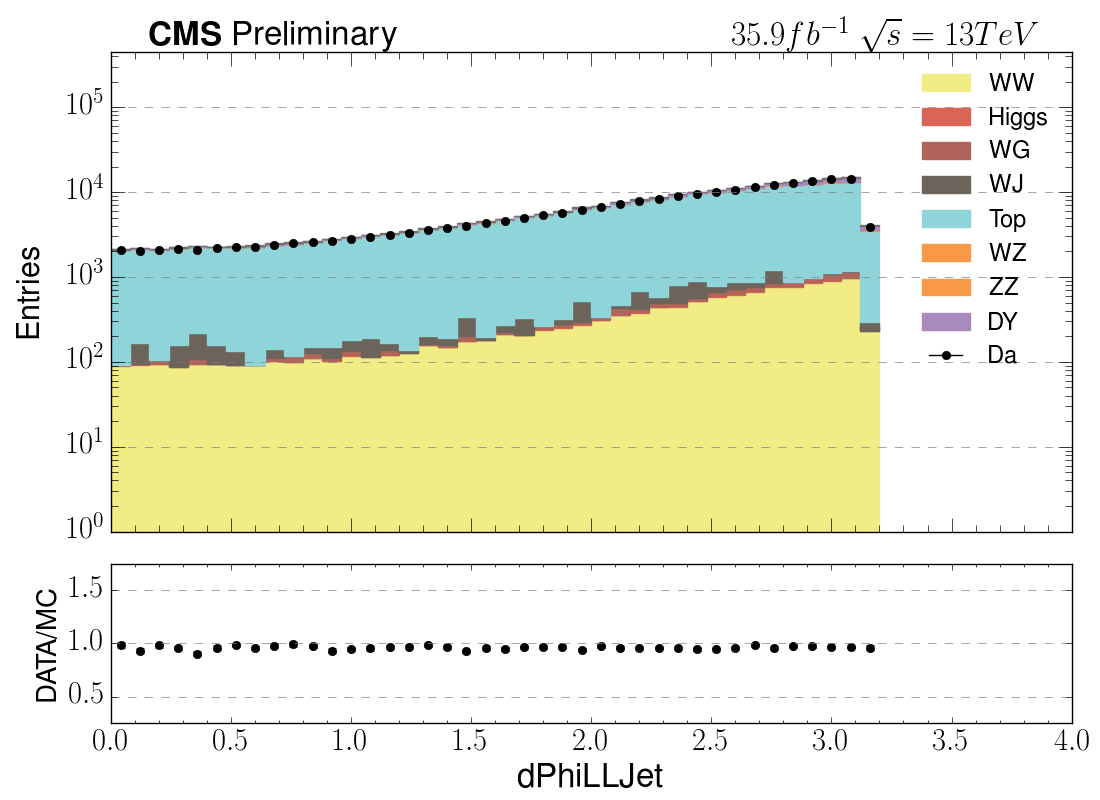 CMS Preliminary
35.9fb⁻¹ √s = 13TeV
Entries
10⁵
10⁴
10³
10²
10¹
10⁰
WW
Higgs
WG
WJ
Top
WZ
ZZ
DY
Da
DATA/MC
1.5
1.0
0.5
0.0 0.5 1.0 1.5 2.0 2.5 3.0 3.5 4.0
dPhiLLJet